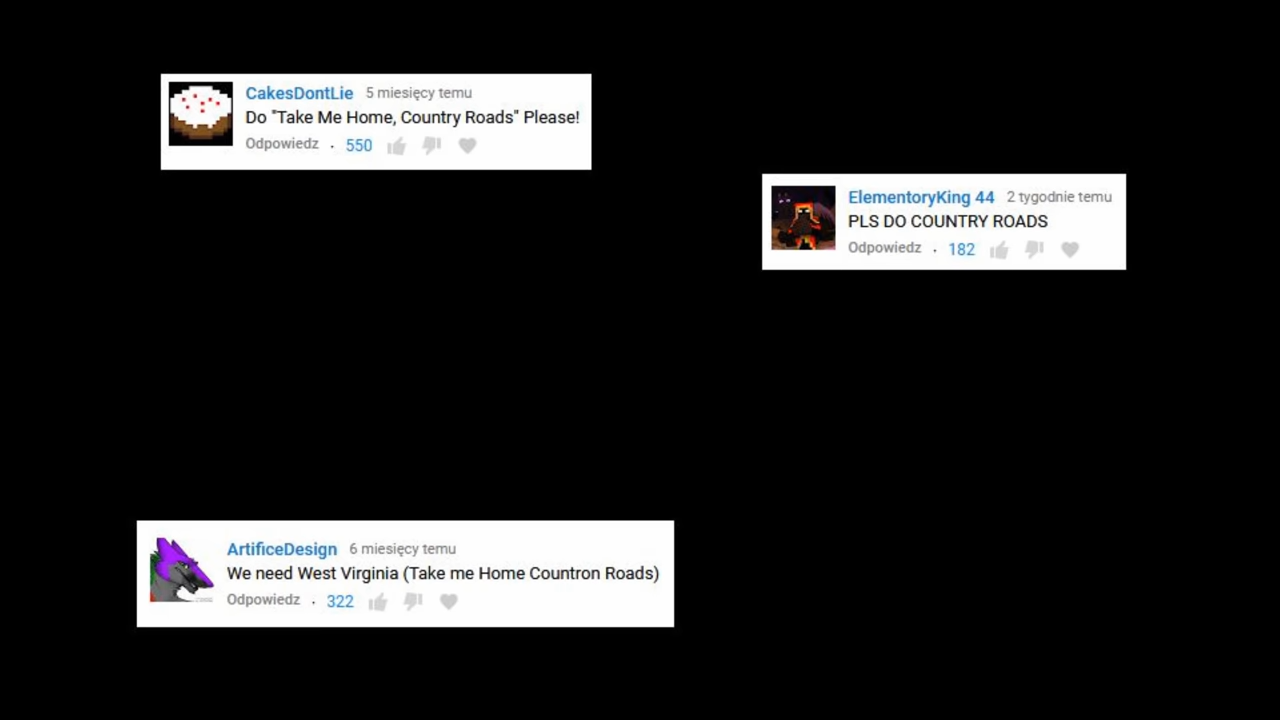 CakesDontLie 5 miesięcy temu
Do "Take Me Home, Country Roads" Please!
Odpowiedz · 550
ElementoryKing 44 2 tygodnie temu
PLS DO COUNTRY ROADS
Odpowiedz · 182
ArtificeDesign 6 miesięcy temu
We need West Virginia (Take me Home Countron Roads)
Odpowiedz · 322